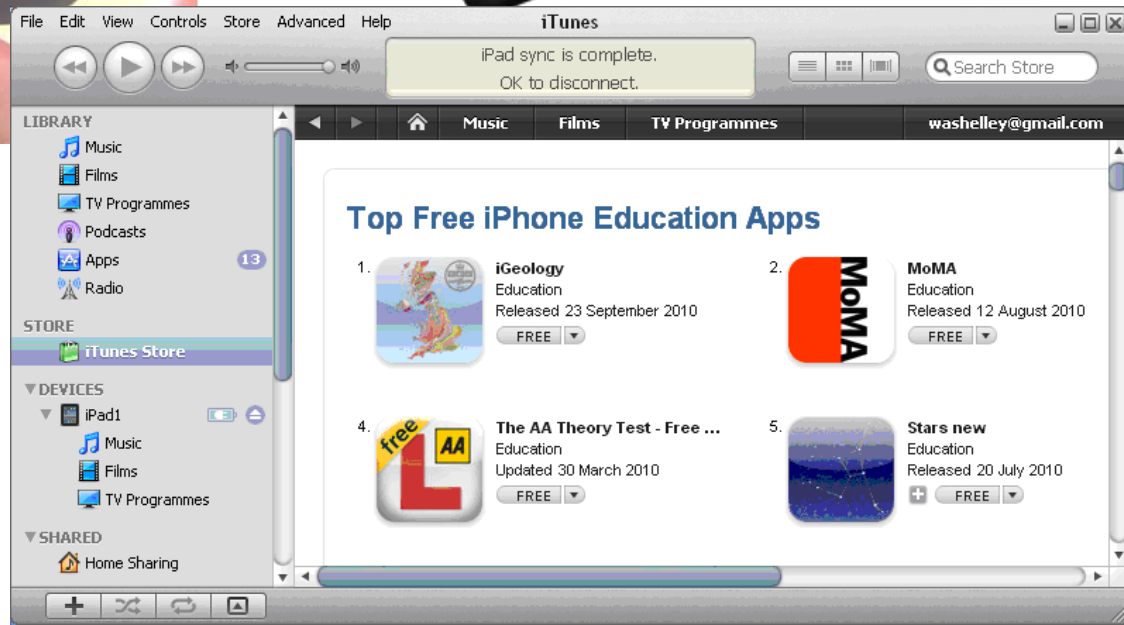 File Edit View Controls Store Advanced Help
iTunes
iPad sync is complete.
OK to disconnect.
Search Store
LIBRARY
Music
Films
TV Programmes
Podcasts
Apps 13
Radio
STORE
iTunes Store
DEVICES
iPad1
Music
Films
TV Programmes
SHARED
Home Sharing
Music Films TV Programmes washelley@gmail.com
Top Free iPhone Education Apps
1.
iGeology
Education
Released 23 September 2010
FREE
2.
MoMA
MoMA
Education
Released 12 August 2010
FREE
4.
free
AA
L
The AA Theory Test - Free ...
Education
Updated 30 March 2010
FREE
5.
Stars new
Education
Released 20 July 2010
FREE